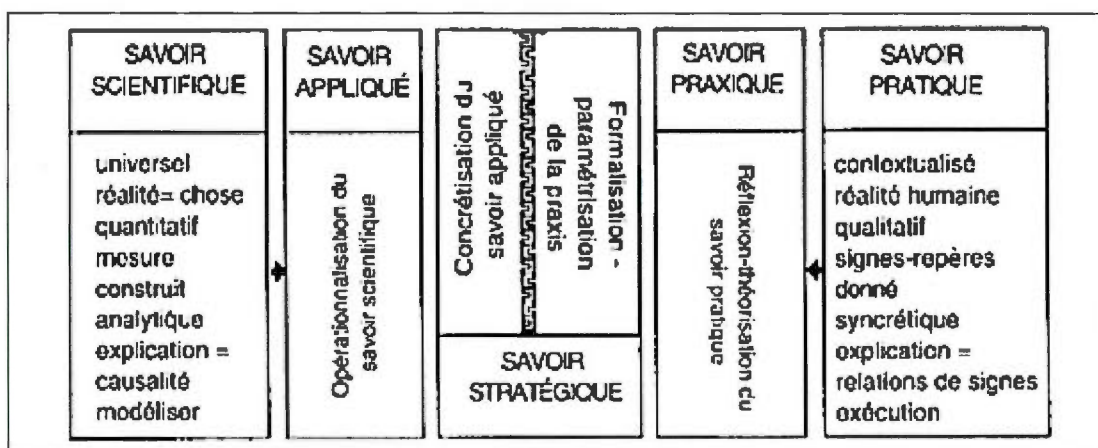 SAVOIR
SCIENTIFIQUE
universel
réalité= chose
quantitatif
mesure
construit
analytique
explication =
causalité
modéliser
SAVOIR
APPLIQUÉ
Opérationnalisation du
savoir scientifique
Concrétisation du
savoir appliqué
Formalisation -
paramétrisation
de la praxis
SAVOIR
STRATÉGIQUE
SAVOIR
PRAXIQUE
Réflexion-théorisation du
savoir pratique
SAVOIR
PRATIQUE
contextualisé
réalité humaine
qualitatif
signes-repères
donné
syncrétique
explication =
relations de signes
exécution